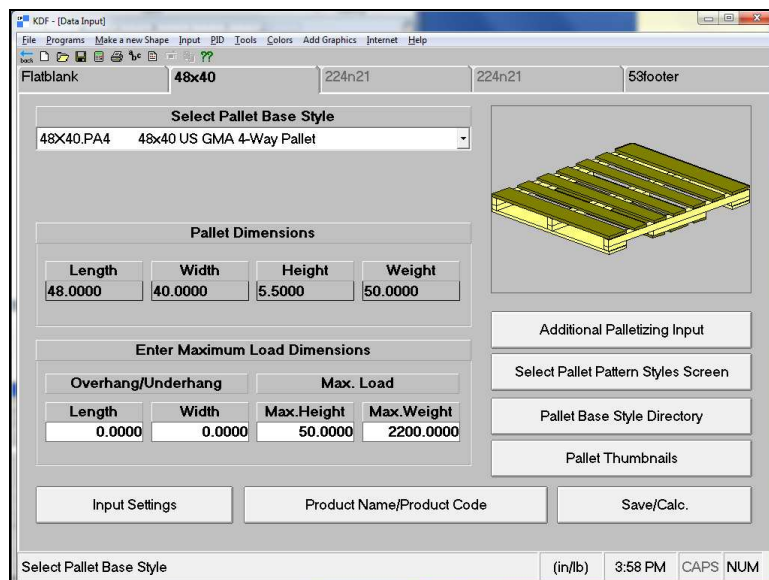 KDF - [Data Input]
File Programs Make a new Shape Input PID Tools Colors Add Graphics Internet Help
back abc ??
Flatblank 48x40 224n21 224n21 53footer
Select Pallet Base Style
48X40.PA4 48x40 US GMA 4-Way Pallet
Pallet Dimensions
Length Width Height Weight
48.0000 40.0000 5.5000 50.0000
Enter Maximum Load Dimensions
Overhang/Underhang Max. Load
Length Width Max.Height Max.Weight
0.0000 0.0000 50.0000 2200.0000
Additional Palletizing Input
Select Pallet Pattern Styles Screen
Pallet Base Style Directory
Pallet Thumbnails
Input Settings Product Name/Product Code Save/Calc.
Select Pallet Base Style (in/lb) 3:58 PM CAPS NUM